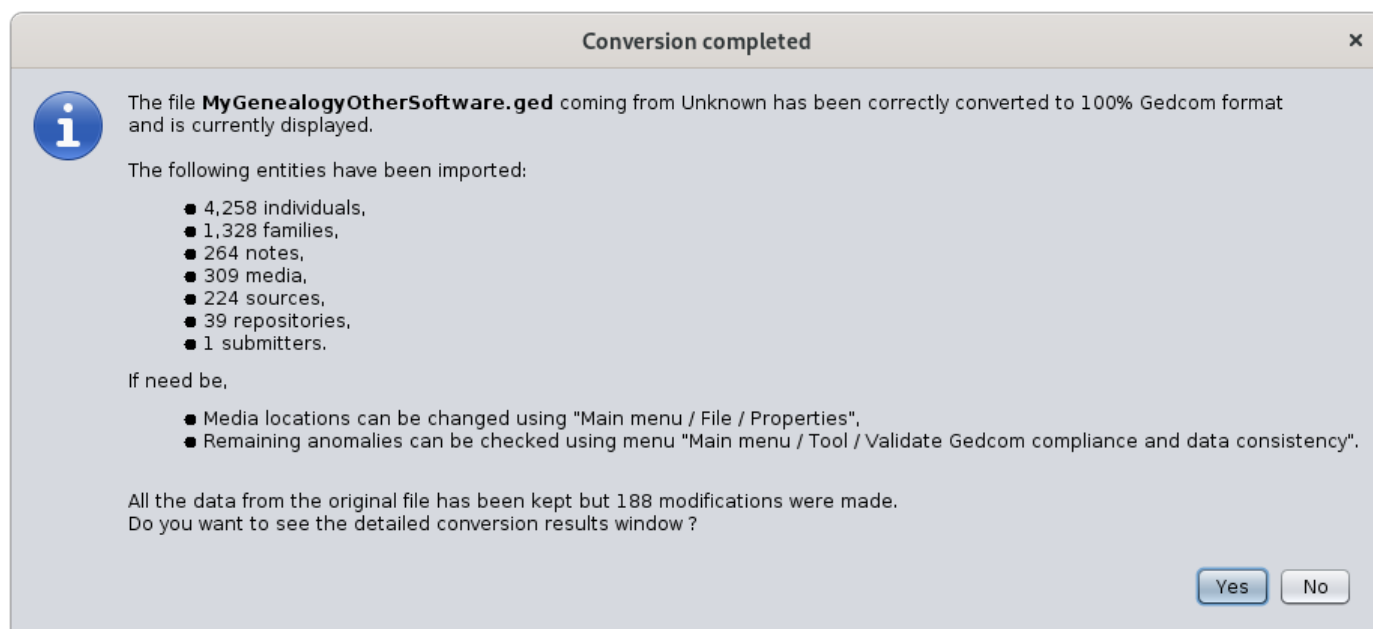 Conversion completed
The file MyGenealogyOtherSoftware.ged coming from Unknown has been correctly converted to 100% Gedcom format
and is currently displayed.
The following entities have been imported:
4,258 individuals,
1,328 families,
264 notes,
309 media,
224 sources,
39 repositories,
1 submitters.
If need be,
Media locations can be changed using "Main menu / File / Properties",
Remaining anomalies can be checked using menu "Main menu / Tool / Validate Gedcom compliance and data consistency".
All the data from the original file has been kept but 188 modifications were made.
Do you want to see the detailed conversion results window ?
Yes No